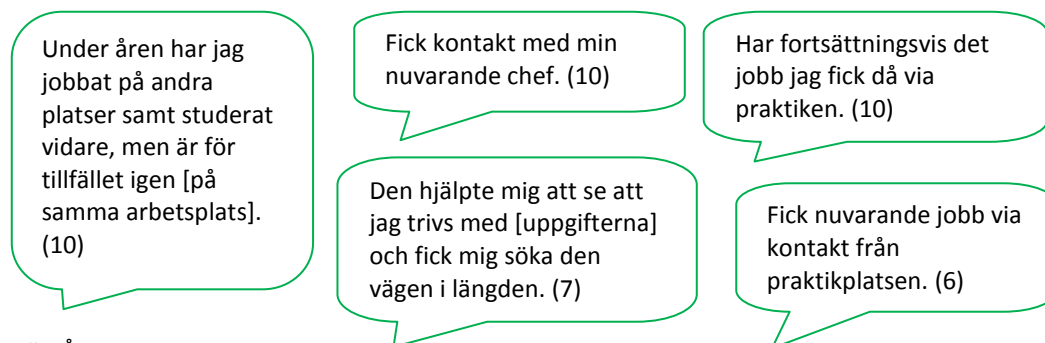 Under åren har jag
jobbat på andra
platser samt studerat
vidare, men är för
tillfället igen [på
samma arbetsplats].
(10)
Fick kontakt med min
nuvarande chef. (10)
Har fortsättningsvis det
jobb jag fick då via
praktiken. (10)
Den hjälpte mig att se att
jag trivs med [uppgifterna]
och fick mig söka den
vägen i längden. (7)
Fick nuvarande jobb via
kontakt från
praktikplatsen. (6)